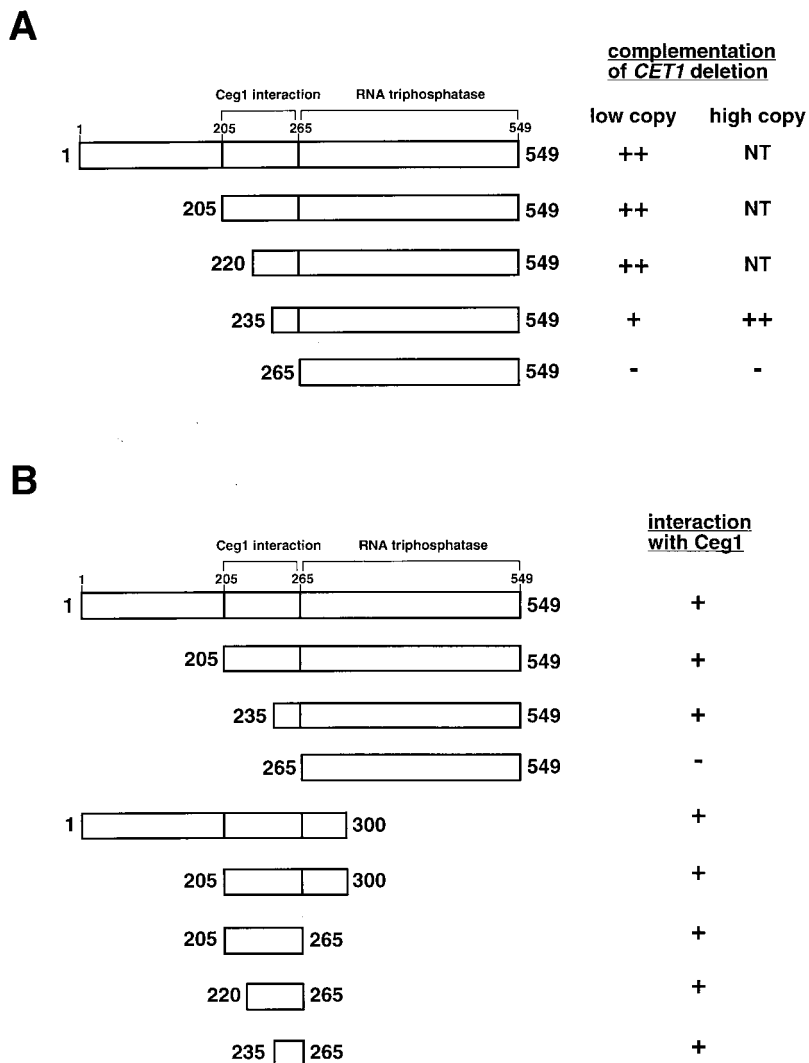 A
complementation
of CET1 deletion
Ceg1 interaction RNA triphosphatase
low copy high copy
1 205 265 549
1 549 ++ NT
205 549 ++ NT
220 549 ++ NT
235 549 + ++
265 549 - -
B
interaction
with Ceg1
Ceg1 interaction RNA triphosphatase
1 205 265 549
1 549 +
205 549 +
235 549 +
265 549 -
1 300 +
205 300 +
205 265 +
220 265 +
235 265 +